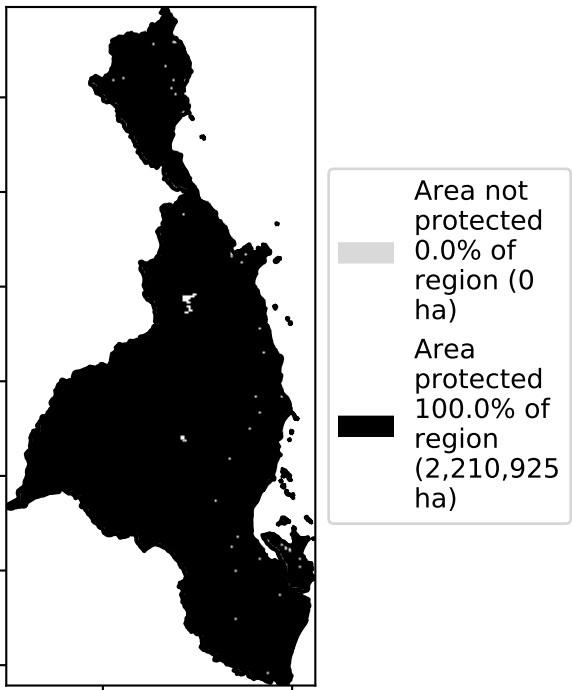 Area not
protected
0.0% of
region (0
ha)
Area
protected
100.0% of
region
(2,210,925
ha)